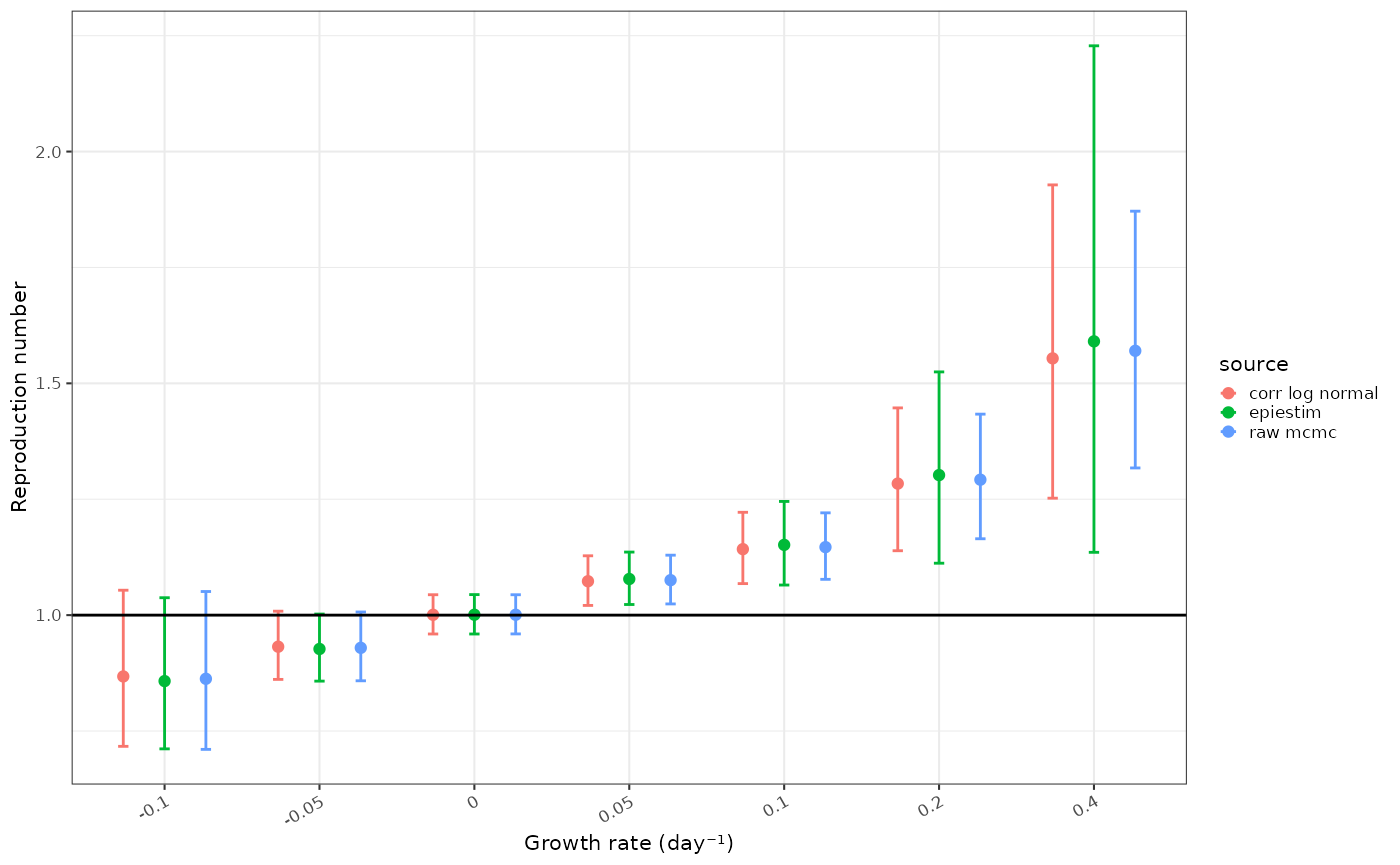 Reproduction number
2.0
1.5
1.0
-0.1
-0.05
0
0.05
0.1
0.2
0.4
Growth rate (day⁻¹)
source
corr log normal
epiestim
raw mcmc